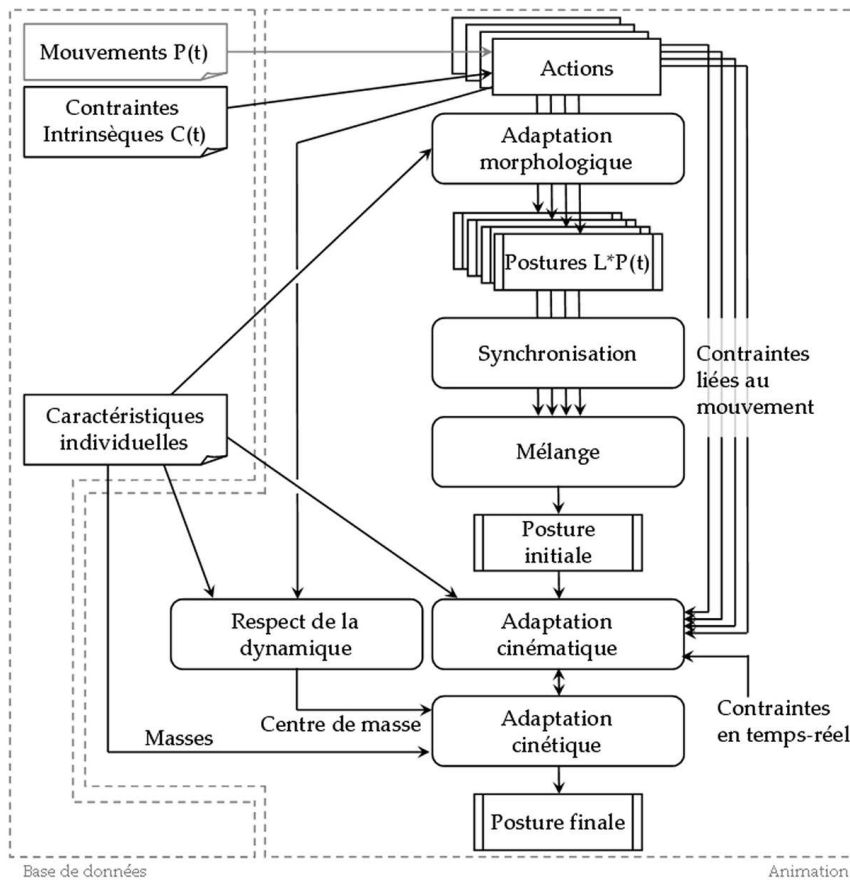 Mouvements P(t)
Actions
Contraintes
Intrinsèques C(t)
Adaptation
morphologique
Postures L*P(t)
Synchronisation
Contraintes
liées au
mouvement
Caractéristiques
individuelles
Mélange
Posture
initiale
Respect de la
dynamique
Adaptation
cinématique
Centre de masse
Masses
Adaptation
cinétique
Contraintes
en temps-réel
Posture finale
Base de données
Animation